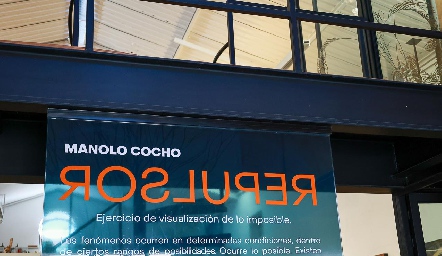 MANOLO COCHO
REPULSOR
Ejercicio de visualización de lo imposible.
Los fenómenos ocurren en determinadas condiciones, dentro
de ciertos rangos de posibilidades. Ocurre lo posible. Existen